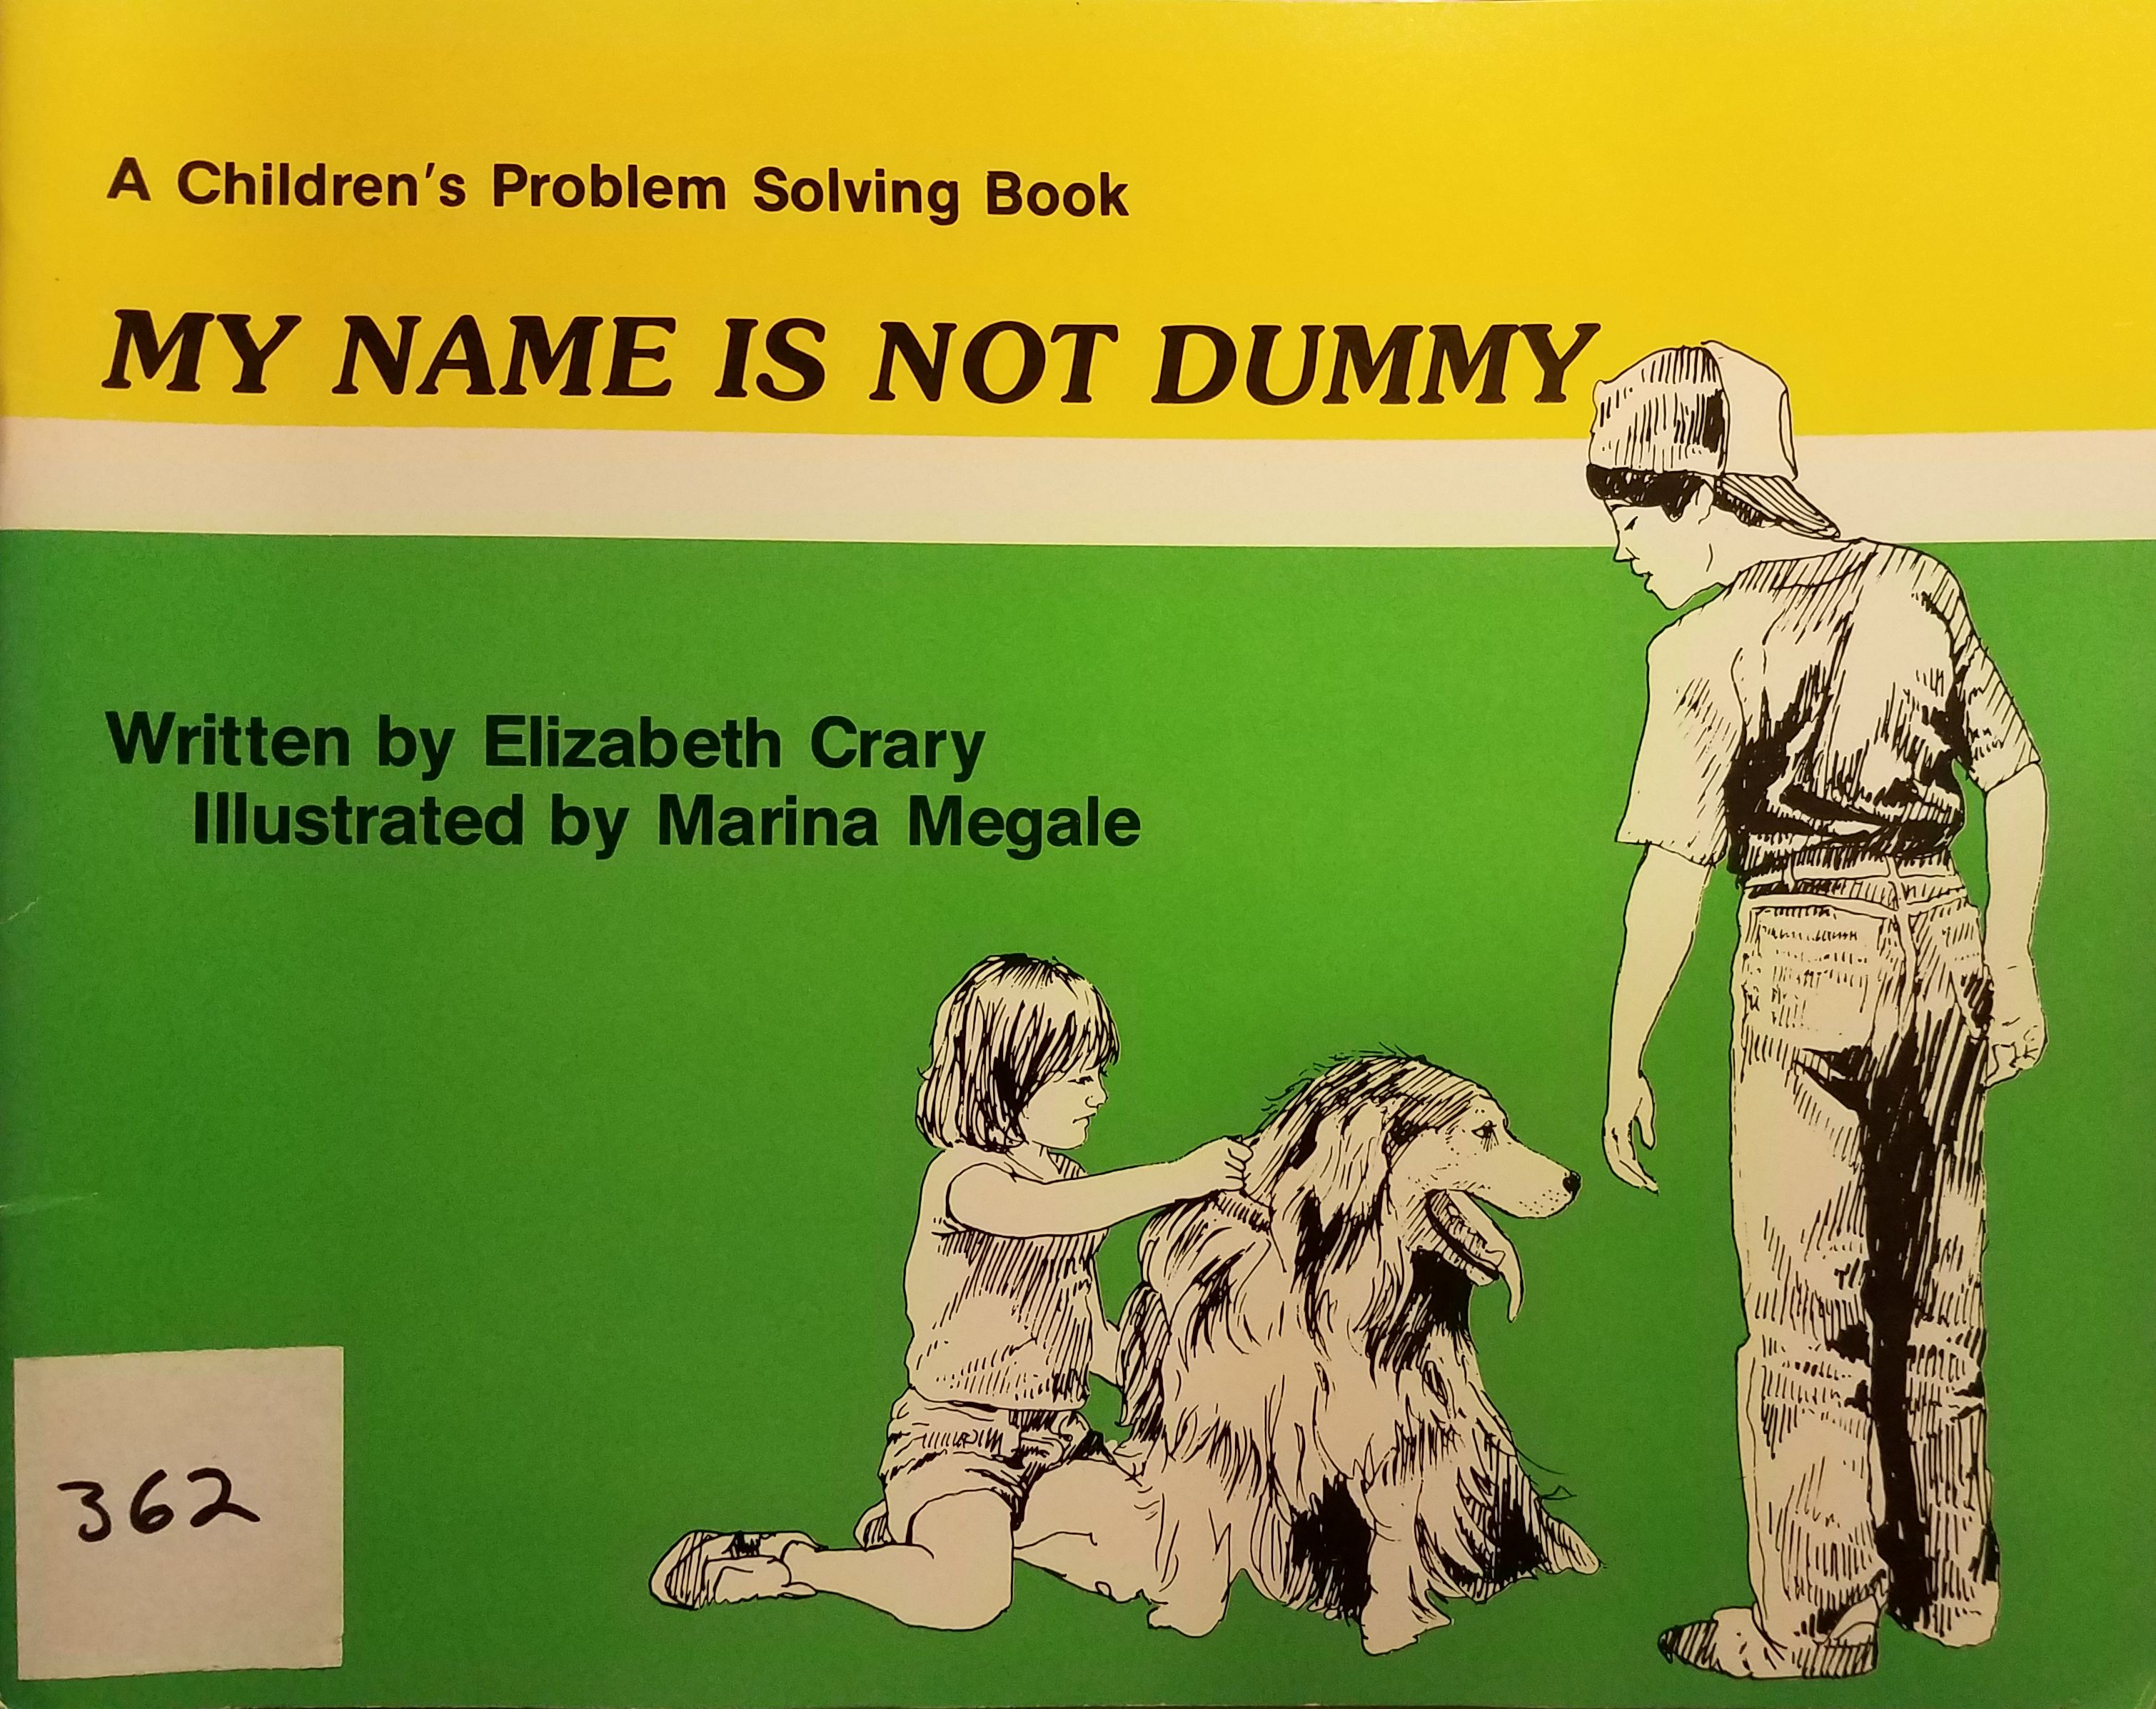 A Children's Problem Solving Book
MY NAME IS NOT DUMMY
Written by Elizabeth Crary
Illustrated by Marina Megale
362